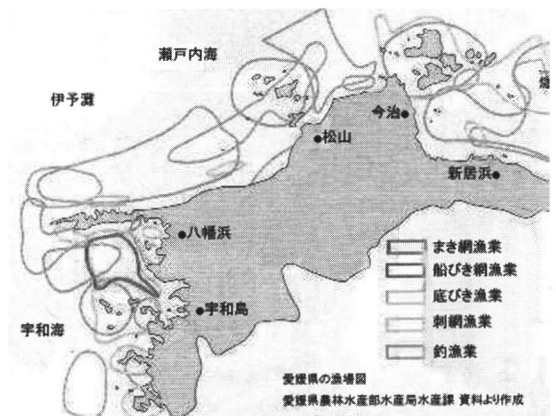 瀬戸内海
伊予灘
今治
松山
新居浜
八幡浜
宇和島
宇和海
まき網漁業
船びき網漁業
底びき漁業
刺網漁業
釣漁業
愛媛県の漁場図
愛媛県農林水産部水産局水産課 資料より作成